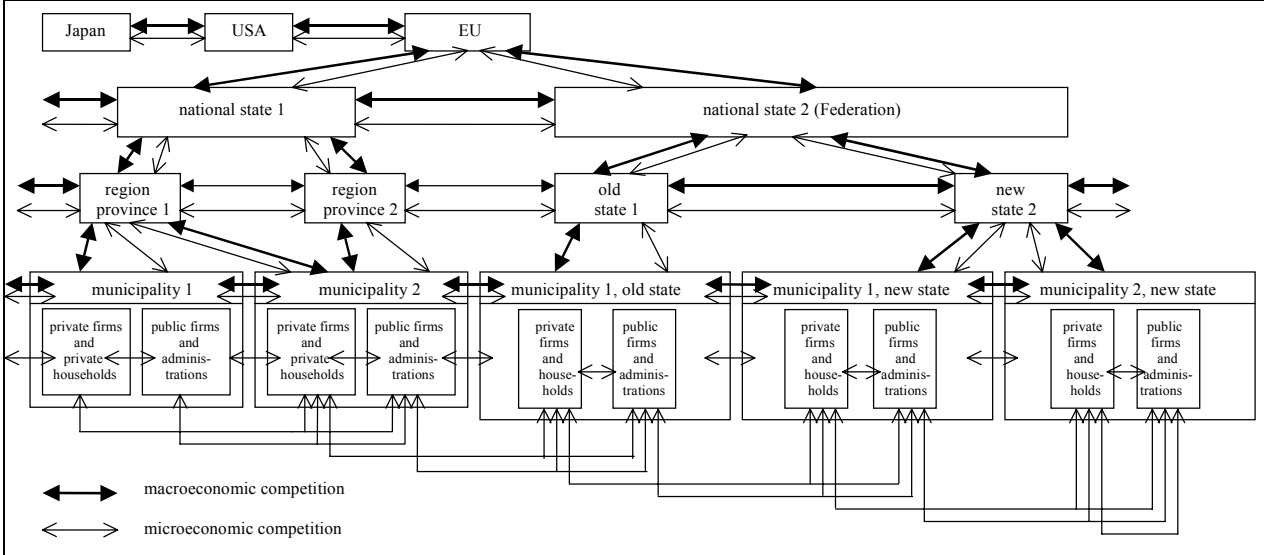 Japan
USA
EU
national state 1
national state 2 (Federation)
region
province 1
region
province 2
old
state 1
new
state 2
municipality 1
municipality 2
municipality 1, old state
municipality 1, new state
municipality 2, new state
private firms
and
private
households
public firms
and
adminis-
trations
private firms
and
private
households
public firms
and
adminis-
trations
private
firms
and
house-
holds
public
firms
and
adminis-
trations
private
firms
and
house-
holds
public
firms
and
adminis-
trations
private
firms
and
house-
holds
public
firms
and
adminis-
trations
macroeconomic competition
microeconomic competition